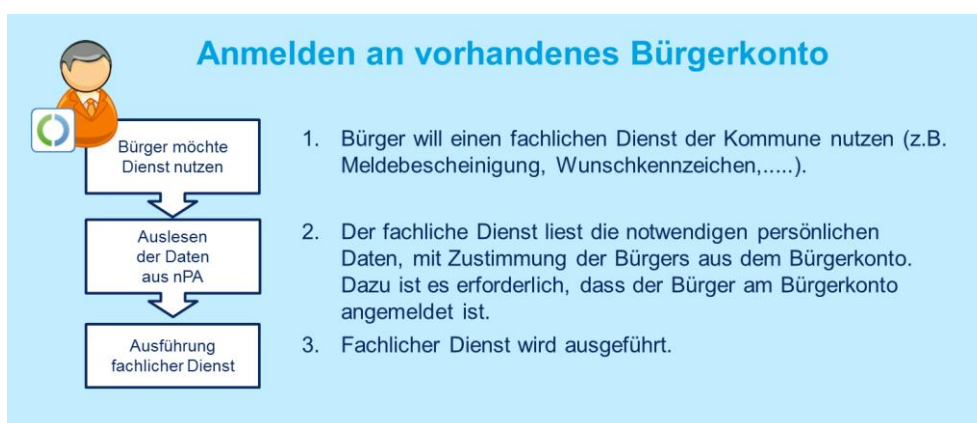 Anmelden an vorhandenes Bürgerkonto
Bürger möchte
Dienst nutzen
1. Bürger will einen fachlichen Dienst der Kommune nutzen (z.B.
Meldebescheinigung, Wunschkennzeichen,.....).
Auslesen
der Daten
aus nPA
2. Der fachliche Dienst liest die notwendigen persönlichen
Daten, mit Zustimmung der Bürgers aus dem Bürgerkonto.
Dazu ist es erforderlich, dass der Bürger am Bürgerkonto
angemeldet ist.
Ausführung
fachlicher Dienst
3. Fachlicher Dienst wird ausgeführt.